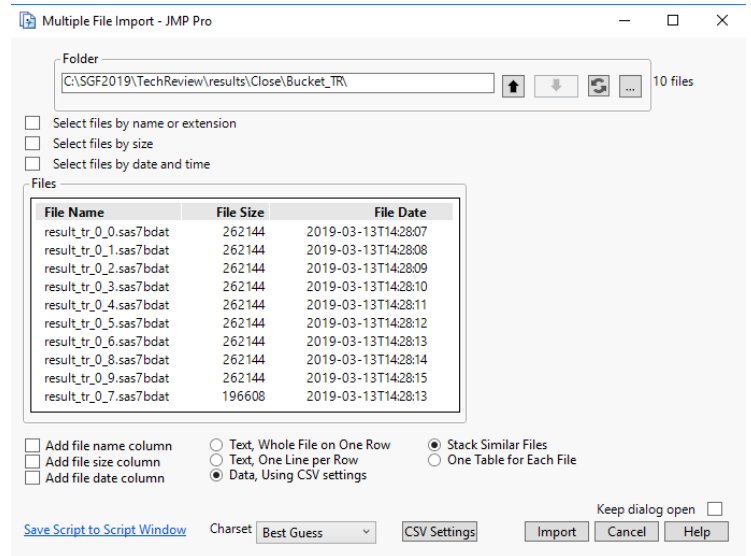 Multiple File Import - JMP Pro
Folder
C:\SGF2019\TechReview\results\Close\Bucket_TR\ ... 10 files
Select files by name or extension
Select files by size
Select files by date and time
Files
File Name File Size File Date
result_tr_0_0.sas7bdat 262144 2019-03-13T14:28:07
result_tr_0_1.sas7bdat 262144 2019-03-13T14:28:08
result_tr_0_2.sas7bdat 262144 2019-03-13T14:28:09
result_tr_0_3.sas7bdat 262144 2019-03-13T14:28:10
result_tr_0_4.sas7bdat 262144 2019-03-13T14:28:11
result_tr_0_5.sas7bdat 262144 2019-03-13T14:28:12
result_tr_0_6.sas7bdat 262144 2019-03-13T14:28:13
result_tr_0_8.sas7bdat 262144 2019-03-13T14:28:14
result_tr_0_9.sas7bdat 262144 2019-03-13T14:28:15
result_tr_0_7.sas7bdat 196608 2019-03-13T14:28:13
Add file name column Text, Whole File on One Row Stack Similar Files
Add file size column Text, One Line per Row One Table for Each File
Add file date column Data, Using CSV settings
Keep dialog open
Save Script to Script Window Charset Best Guess CSV Settings Import Cancel Help